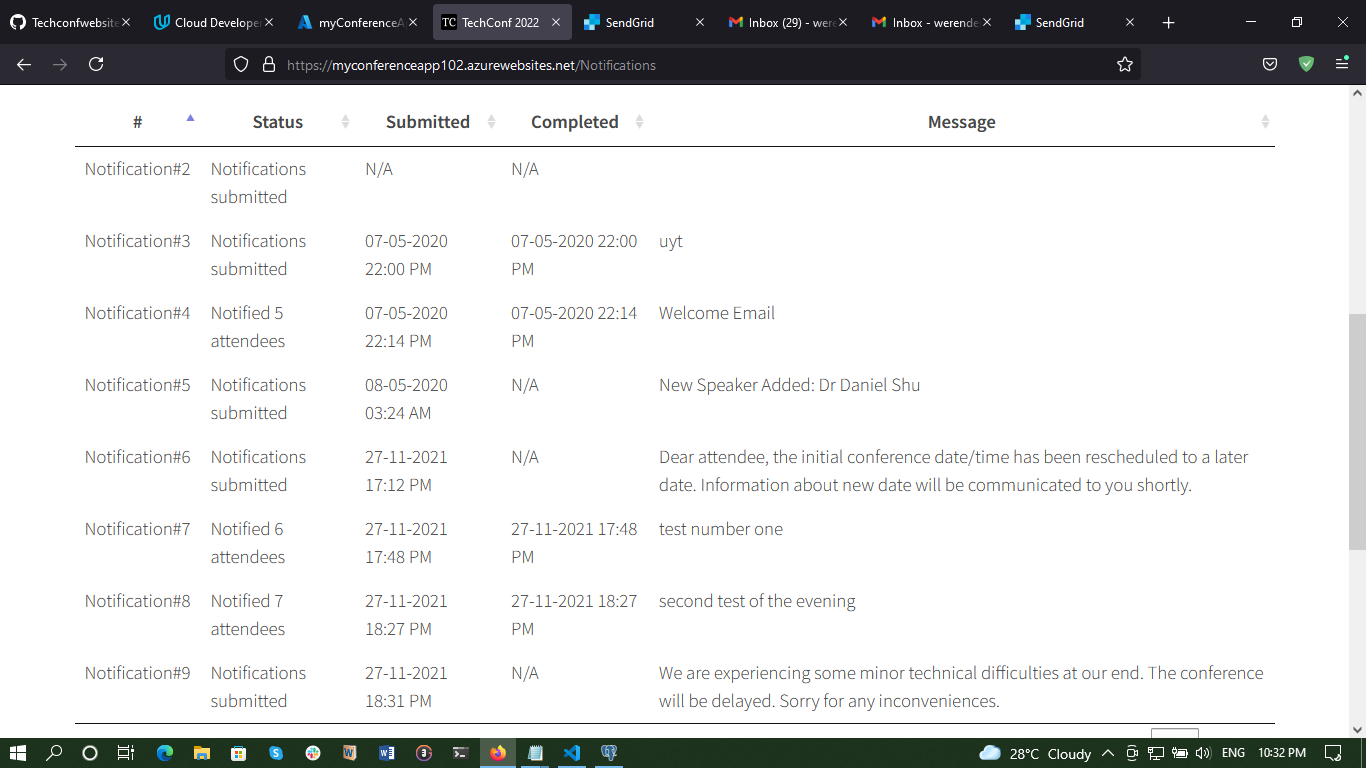 Techconfwebsite
Cloud Developer
myConferenceA
TC TechConf 2022
SendGrid
Inbox (29) - were
Inbox - werende
SendGrid
https://myconferenceapp102.azurewebsites.net/Notifications
# Status Submitted Completed Message
Notification#2 Notifications N/A N/A
submitted
Notification#3 Notifications 07-05-2020 07-05-2020 22:00 uyt
submitted 22:00 PM PM
Notification#4 Notified 5 07-05-2020 07-05-2020 22:14 Welcome Email
attendees 22:14 PM PM
Notification#5 Notifications 08-05-2020 N/A New Speaker Added: Dr Daniel Shu
submitted 03:24 AM
Notification#6 Notifications 27-11-2021 N/A Dear attendee, the initial conference date/time has been rescheduled to a later
submitted 17:12 PM date. Information about new date will be communicated to you shortly.
Notification#7 Notified 6 27-11-2021 27-11-2021 17:48 test number one
attendees 17:48 PM PM
Notification#8 Notified 7 27-11-2021 27-11-2021 18:27 second test of the evening
attendees 18:27 PM PM
Notification#9 Notifications 27-11-2021 N/A We are experiencing some minor technical difficulties at our end. The conference
submitted 18:31 PM will be delayed. Sorry for any inconveniences.
28°C Cloudy ENG 10:32 PM